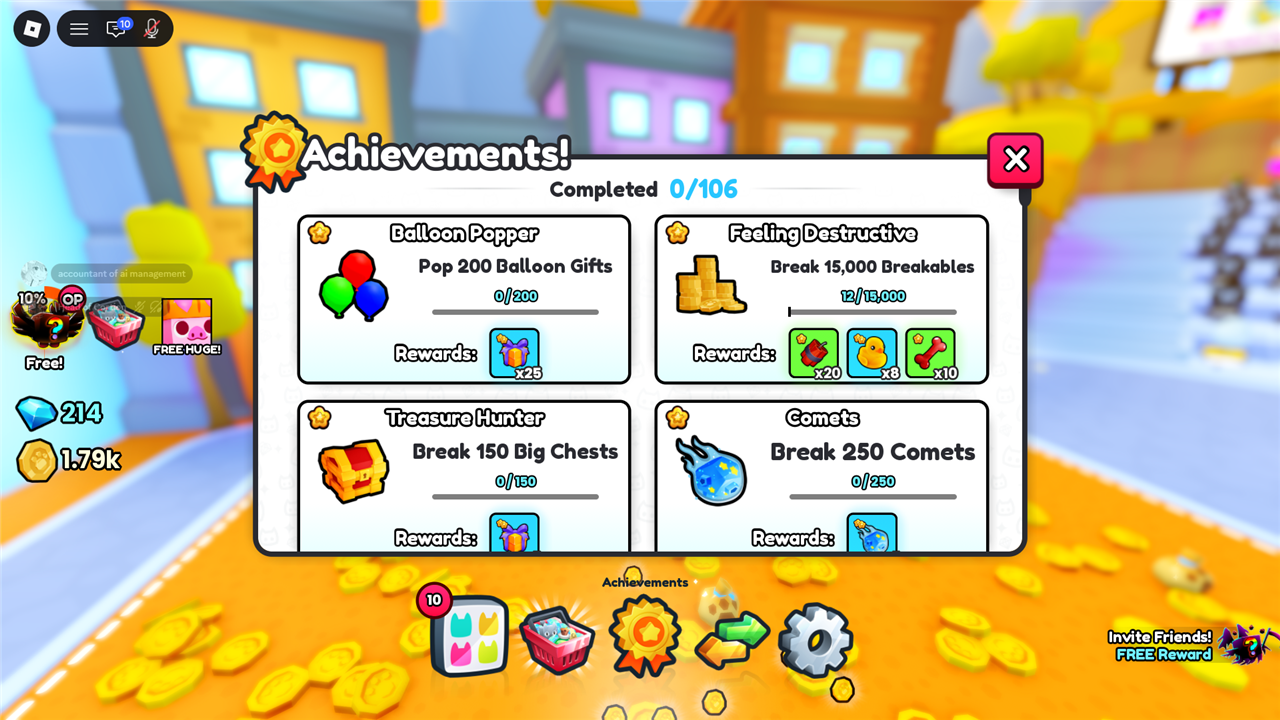 10
Achievements!
Completed 0/106
Balloon Popper
Pop 200 Balloon Gifts
0/200
Rewards:
x25
Feeling Destructive
Break 15,000 Breakables
12/15,000
Rewards:
x20
x8
x10
Treasure Hunter
Break 150 Big Chests
0/150
Rewards:
Comets
Break 250 Comets
0/250
Rewards:
accountant of ai management
10%
OP
?
Free!
FREE HUGE!
214
1.79k
Achievements
10
Invite Friends!
FREE Reward
?